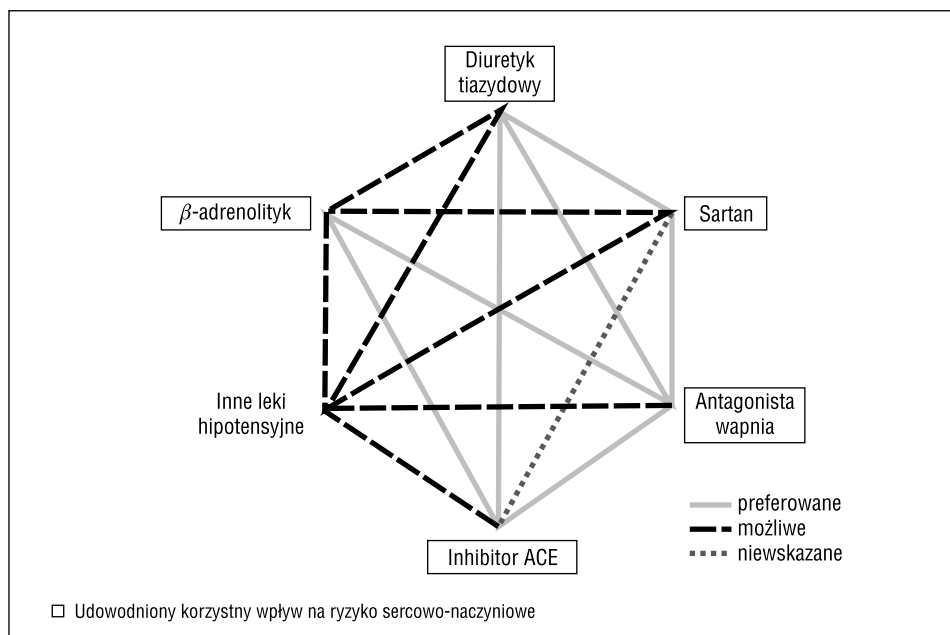 Diuretyk
tiazydowy
β-adrenolityk
Sartan
Inne leki
hipotensyjne
Antagonista
wapnia
Inhibitor ACE
preferowane
możliwe
niewskazane
Udowodniony korzystny wpływ na ryzyko sercowo-naczyniowe